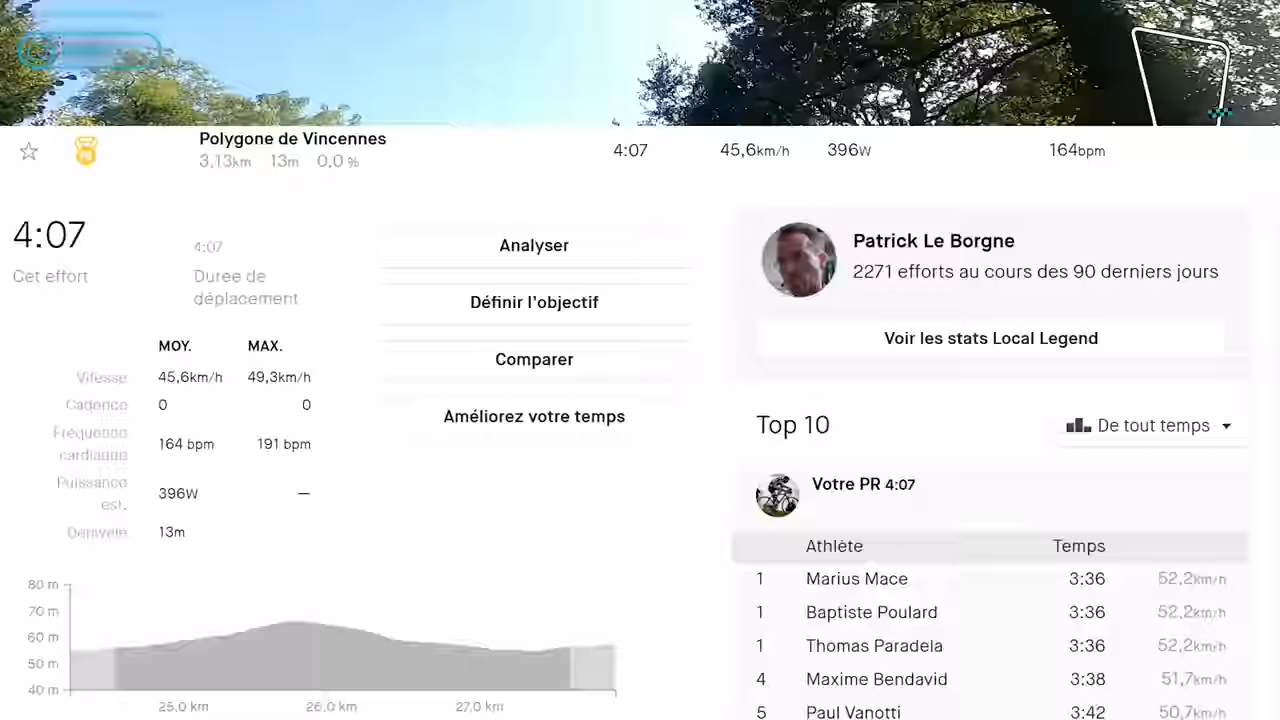 Polygone de Vincennes
3,13km 13m 0,0 %
4:07 45,6km/h 396W 164bpm
4:07
Cet effort
4:07
Durée de
déplacement
MOY. MAX.
Vitesse 45,6km/h 49,3km/h
Cadence 0 0
Fréquence
cardiaque
164 bpm 191 bpm
Puissance
est.
396W —
Dénivelé 13m
80 m
70 m
60 m
50 m
40 m
25.0 km 26.0 km 27.0 km
Analyser
Définir l'objectif
Comparer
Améliorez votre temps
Patrick Le Borgne
2271 efforts au cours des 90 derniers jours
Voir les stats Local Legend
Top 10
De tout temps
Votre PR 4:07
Athlète Temps
1 Marius Mace 3:36 52,2km/h
1 Baptiste Poulard 3:36 52,2km/h
1 Thomas Paradela 3:36 52,2km/h
4 Maxime Bendavid 3:38 51,7km/h
5 Paul Vanotti 3:42 50,7km/h